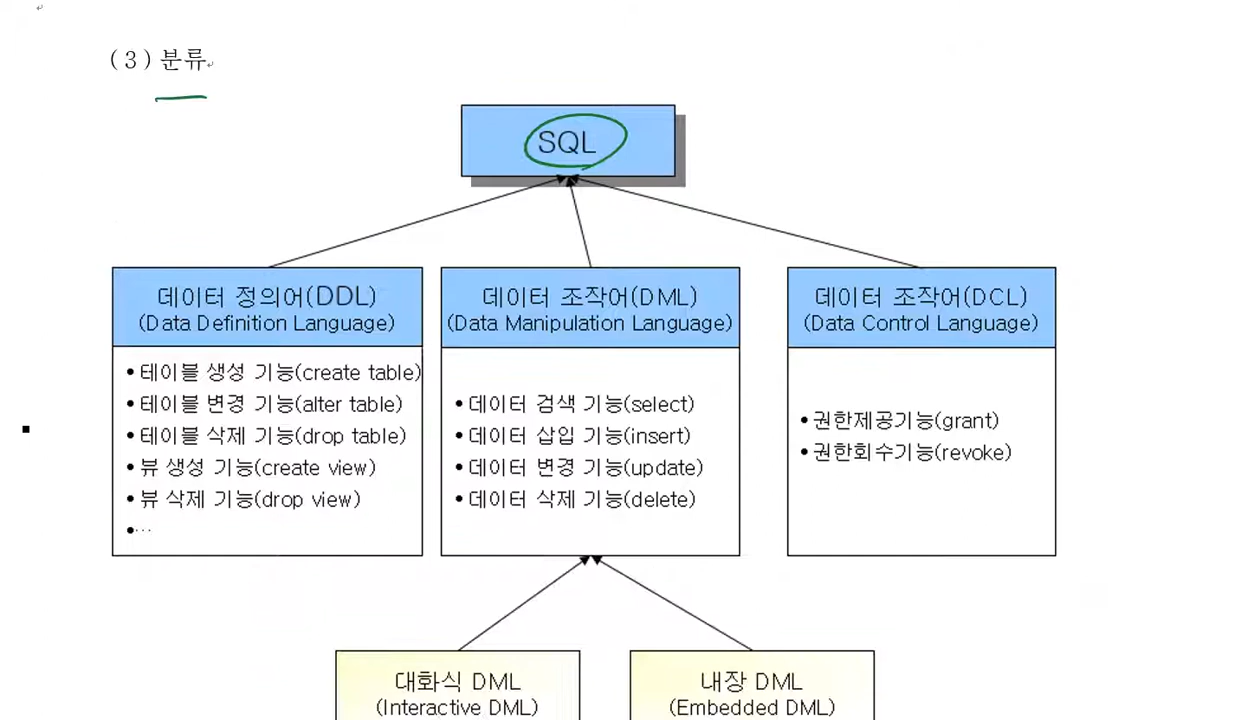 (3) 분류
SQL
데이터 정의어(DDL)
(Data Definition Language)
•테이블 생성 기능(create table)
•테이블 변경 기능(alter table)
•테이블 삭제 기능(drop table)
•뷰 생성 기능(create view)
•뷰 삭제 기능(drop view)
•…
데이터 조작어(DML)
(Data Manipulation Language)
•데이터 검색 기능(select)
•데이터 삽입 기능(insert)
•데이터 변경 기능(update)
•데이터 삭제 기능(delete)
데이터 조작어(DCL)
(Data Control Language)
•권한제공기능(grant)
•권한회수기능(revoke)
대화식 DML
(Interactive DML)
내장 DML
(Embedded DML)